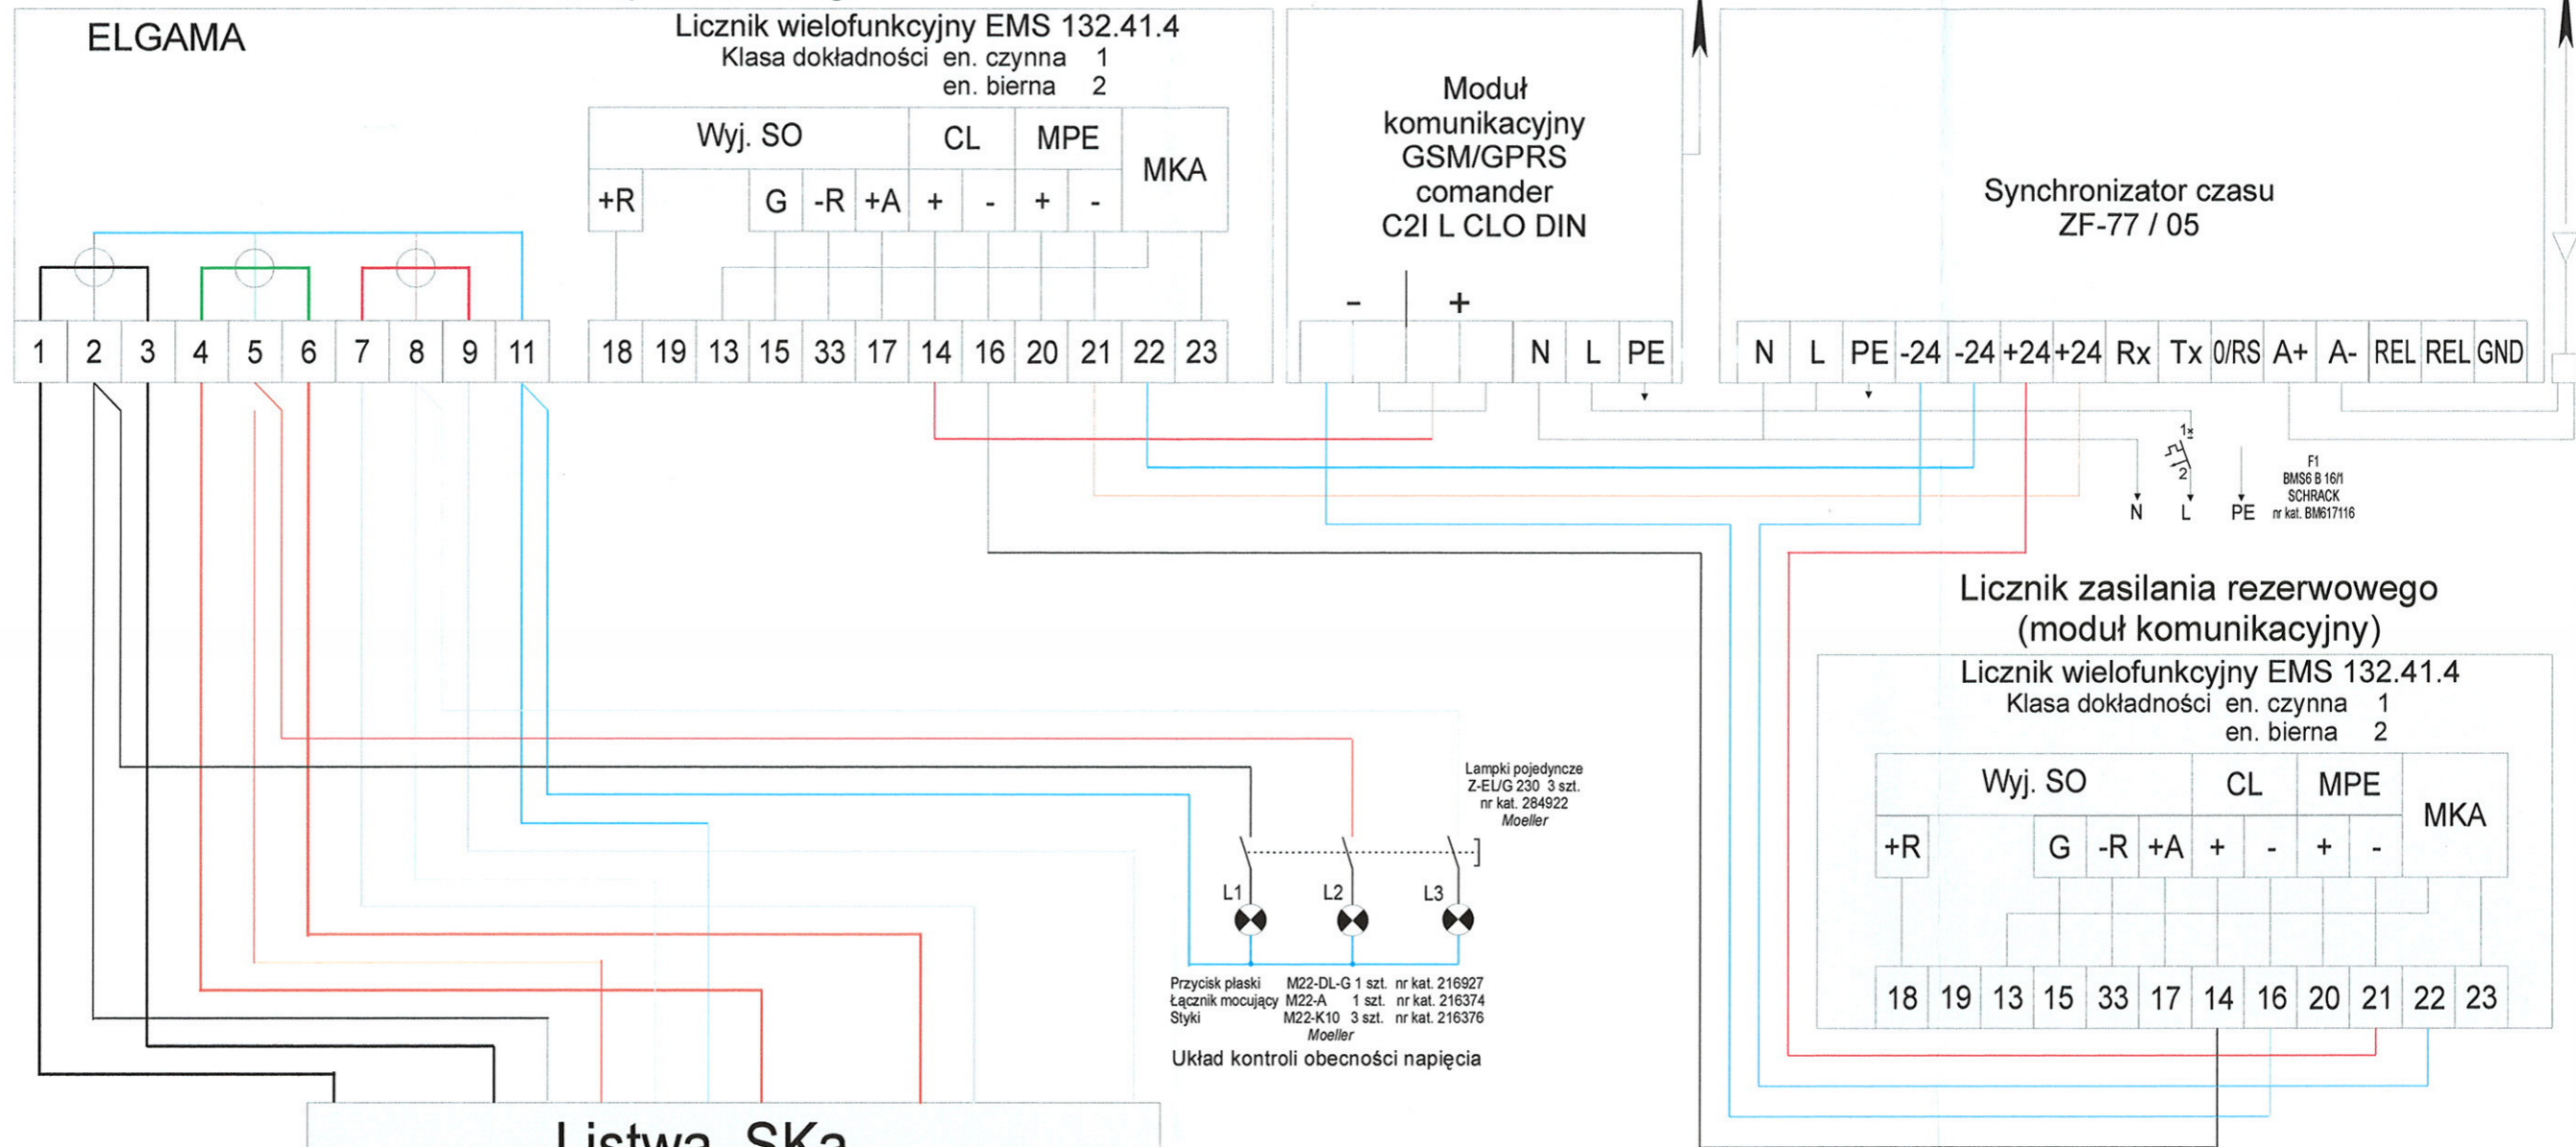 ELGAMA
Licznik wielofunkcyjny EMS 132.41.4
Klasa dokładności en. czynna 1
en. bierna 2
Wyj. SO CL MPE MKA
+R G -R +A + - + -
1 2 3 4 5 6 7 8 9 11
18 19 13 15 33 17 14 16 20 21 22 23
Moduł
komunikacyjny
GSM/GPRS
comander
C2I L CLO DIN
- +
N L PE
Synchronizator czasu
ZF-77 / 05
N L PE -24 -24 +24 +24 Rx Tx 0/RS A+ A- REL REL GND
1
2
N L PE
F1
BMS6 B 16/1
SCHRACK
nr kat. BM617116
Licznik zasilania rezerwowego
(moduł komunikacyjny)
Licznik wielofunkcyjny EMS 132.41.4
Klasa dokładności en. czynna 1
en. bierna 2
Wyj. SO CL MPE MKA
+R G -R +A + - + -
18 19 13 15 33 17 14 16 20 21 22 23
Lampki pojedyncze
Z-EL/G 230 3 szt.
nr kat. 284922
Moeller
L1 L2 L3
Przycisk płaski M22-DL-G 1 szt. nr kat. 216927
Łącznik mocujący M22-A 1 szt. nr kat. 216374
Styki M22-K10 3 szt. nr kat. 216376
Moeller
Układ kontroli obecności napięcia
Listwa SKa